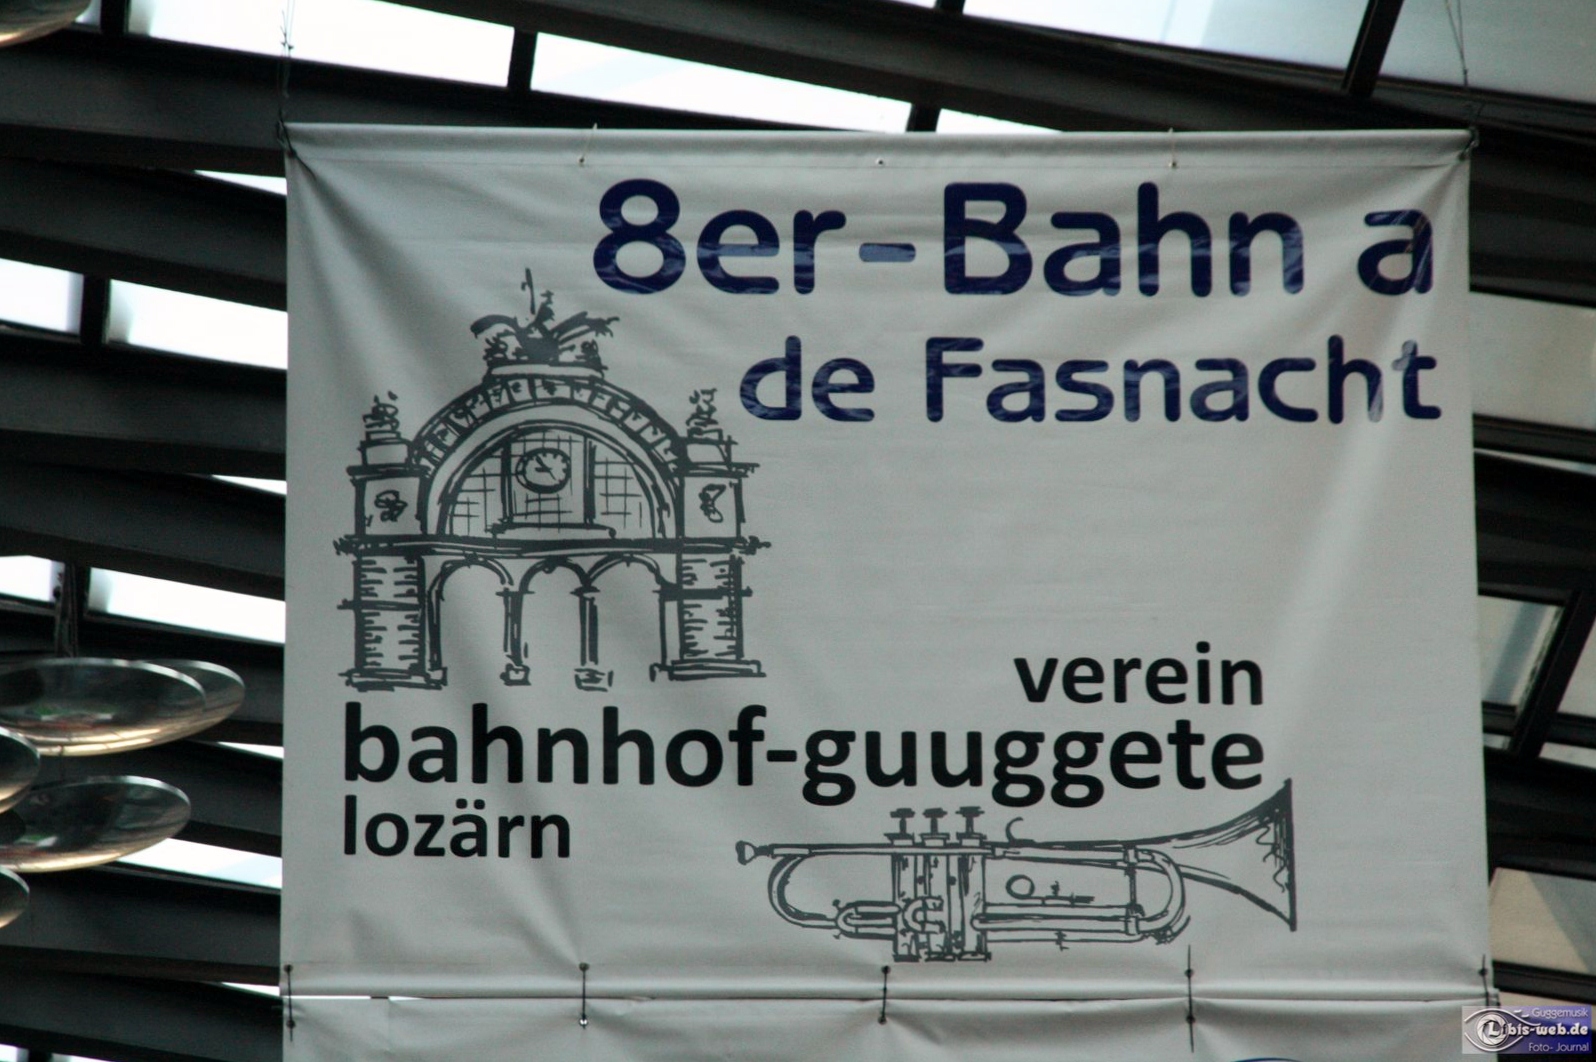 8er-Bahn a
de Fasnacht
verein
bahnhof-guuggete
lozärn
Guggemusik
Libis-web.de
Foto- Journal